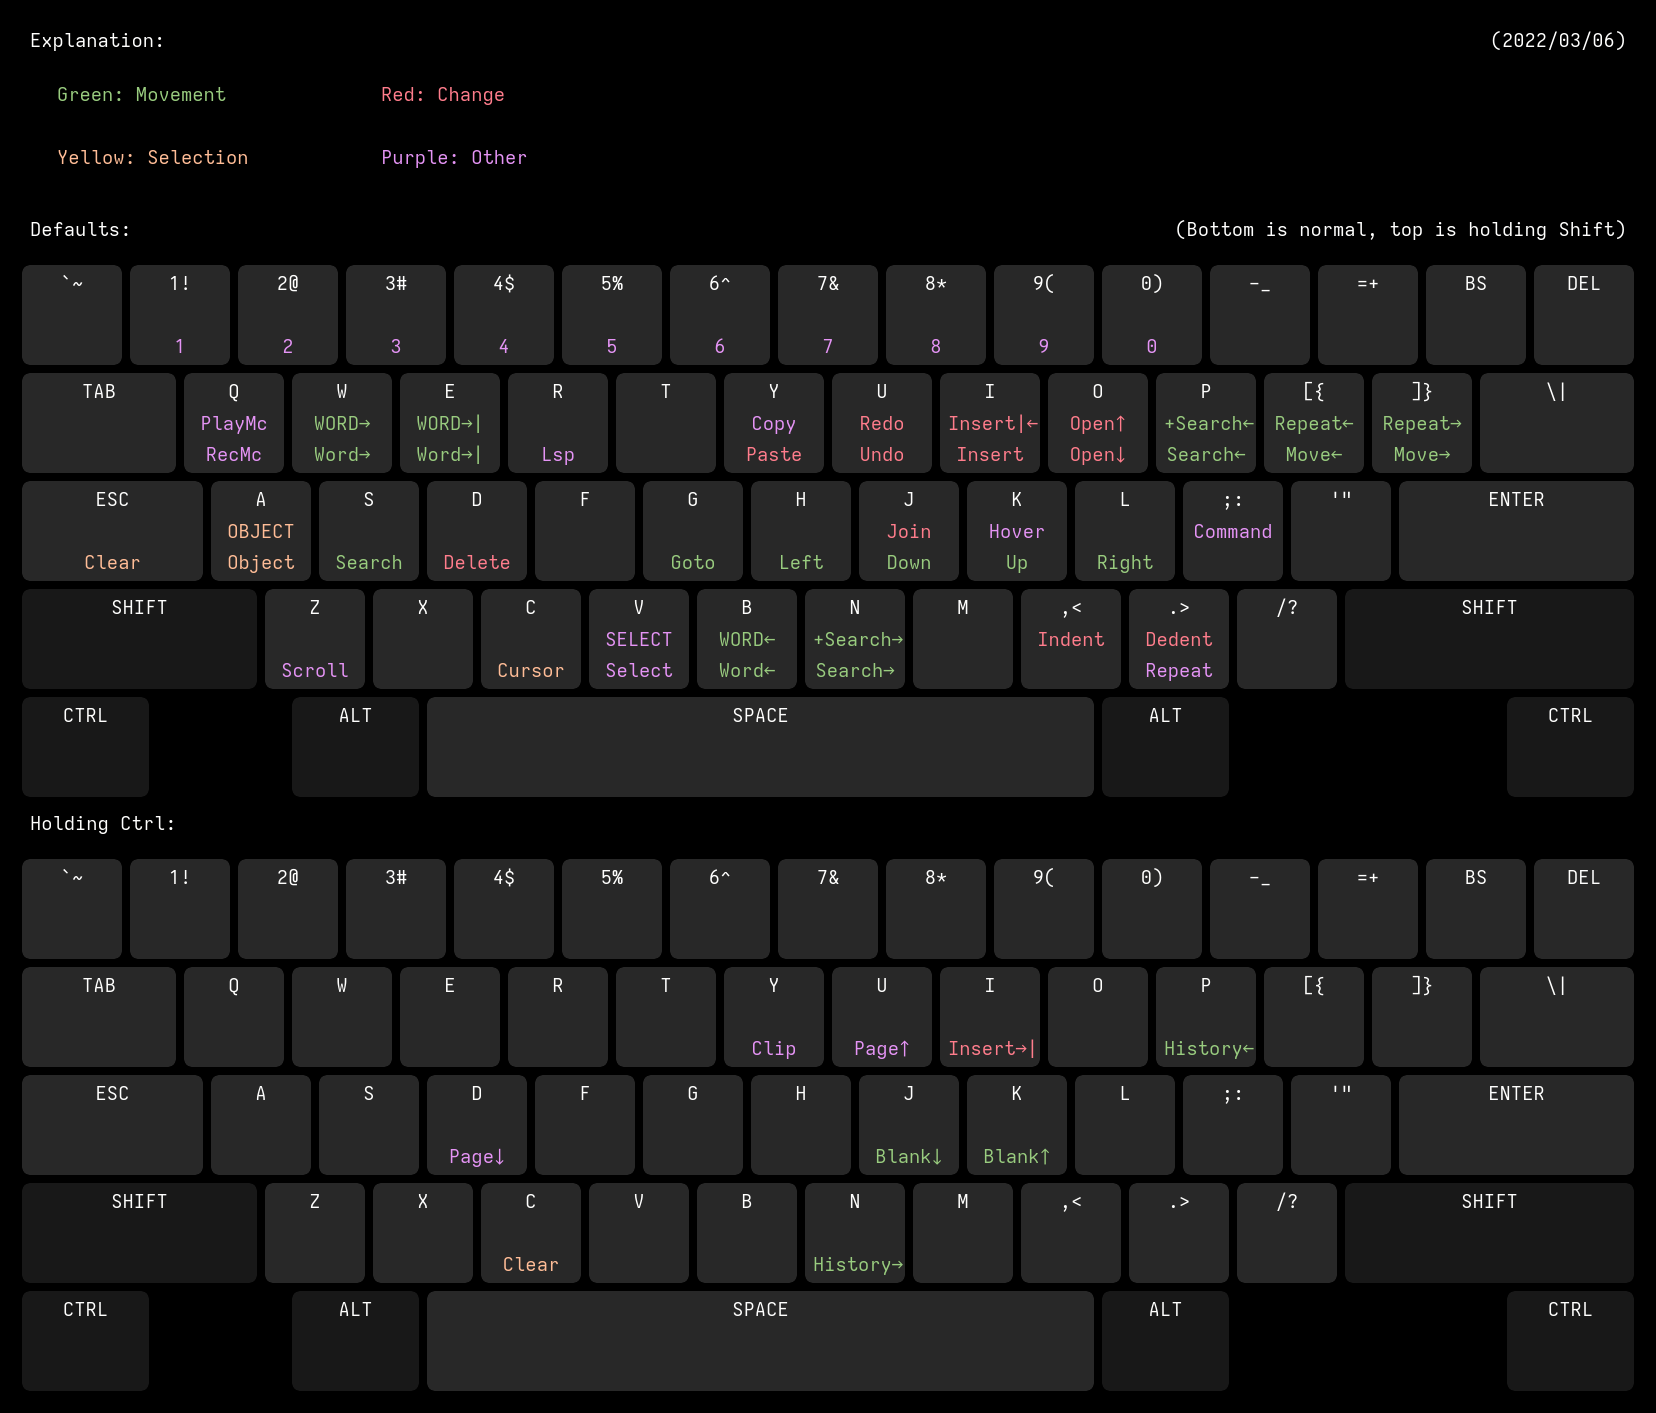 Explanation: (2022/03/06)
Green: Movement Red: Change
Yellow: Selection Purple: Other
Defaults: (Bottom is normal, top is holding Shift)
`~ 1! 2@ 3# 4$ 5% 6^ 7& 8* 9( 0) -_ =+ BS DEL
1 2 3 4 5 6 7 8 9 0
TAB Q W E R T Y U I O P [{ ]} \|
PlayMc WORD→ WORD→| Copy Redo Insert|← Open↑ +Search← Repeat← Repeat→
RecMc Word→ Word→| Lsp Paste Undo Insert Open↓ Search← Move← Move→
ESC A S D F G H J K L ;: '" ENTER
OBJECT Join Hover Command
Clear Object Search Delete Goto Left Down Up Right
SHIFT Z X C V B N M ,< .> /? SHIFT
SELECT WORD← +Search→ Indent Dedent
Scroll Cursor Select Word← Search→ Repeat
CTRL ALT SPACE ALT CTRL
Holding Ctrl:
`~ 1! 2@ 3# 4$ 5% 6^ 7& 8* 9( 0) -_ =+ BS DEL
TAB Q W E R T Y U I O P [{ ]} \|
Clip Page↑ Insert→| History←
ESC A S D F G H J K L ;: '" ENTER
Page↓ Blank↓ Blank↑
SHIFT Z X C V B N M ,< .> /? SHIFT
Clear History→
CTRL ALT SPACE ALT CTRL